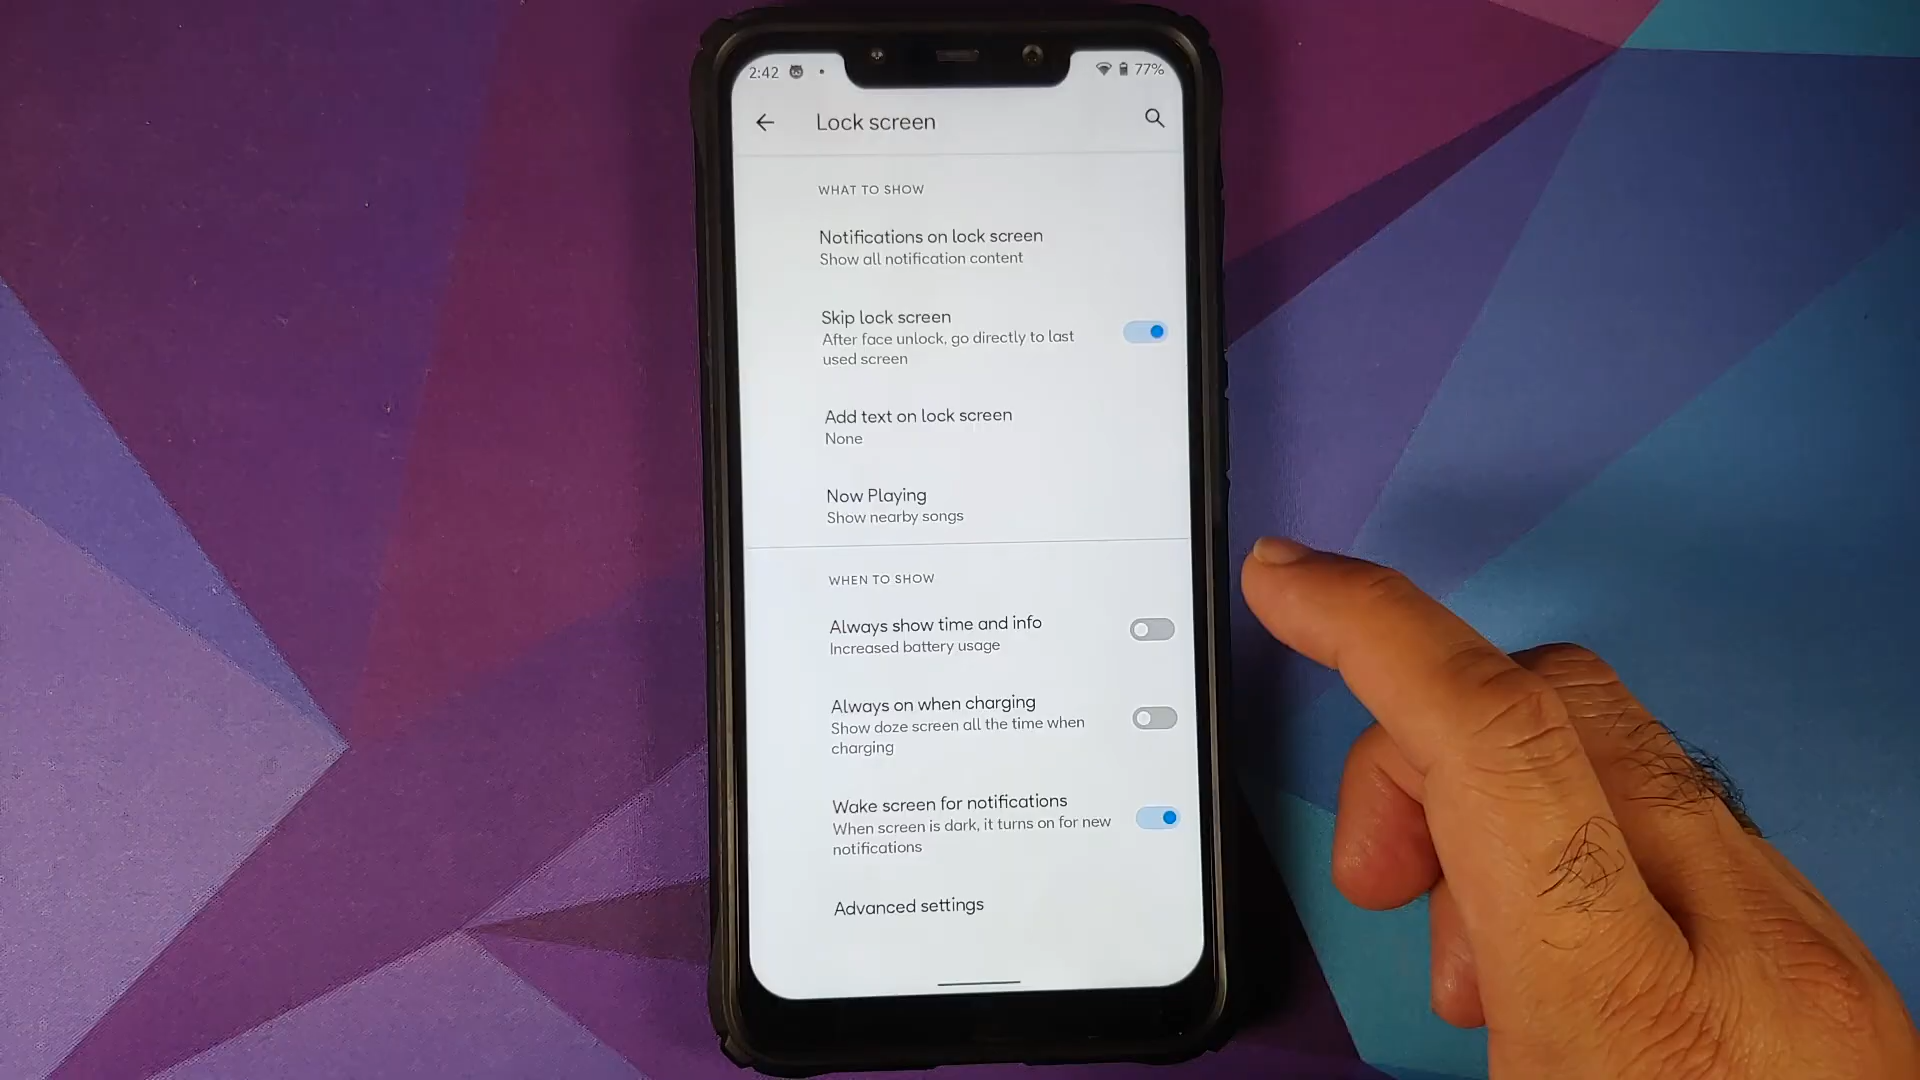 2:42
77%
Lock screen
WHAT TO SHOW
Notifications on lock screen
Show all notification content
Skip lock screen
After face unlock, go directly to last
used screen
Add text on lock screen
None
Now Playing
Show nearby songs
WHEN TO SHOW
Always show time and info
Increased battery usage
Always on when charging
Show doze screen all the time when
charging
Wake screen for notifications
When screen is dark, it turns on for new
notifications
Advanced settings